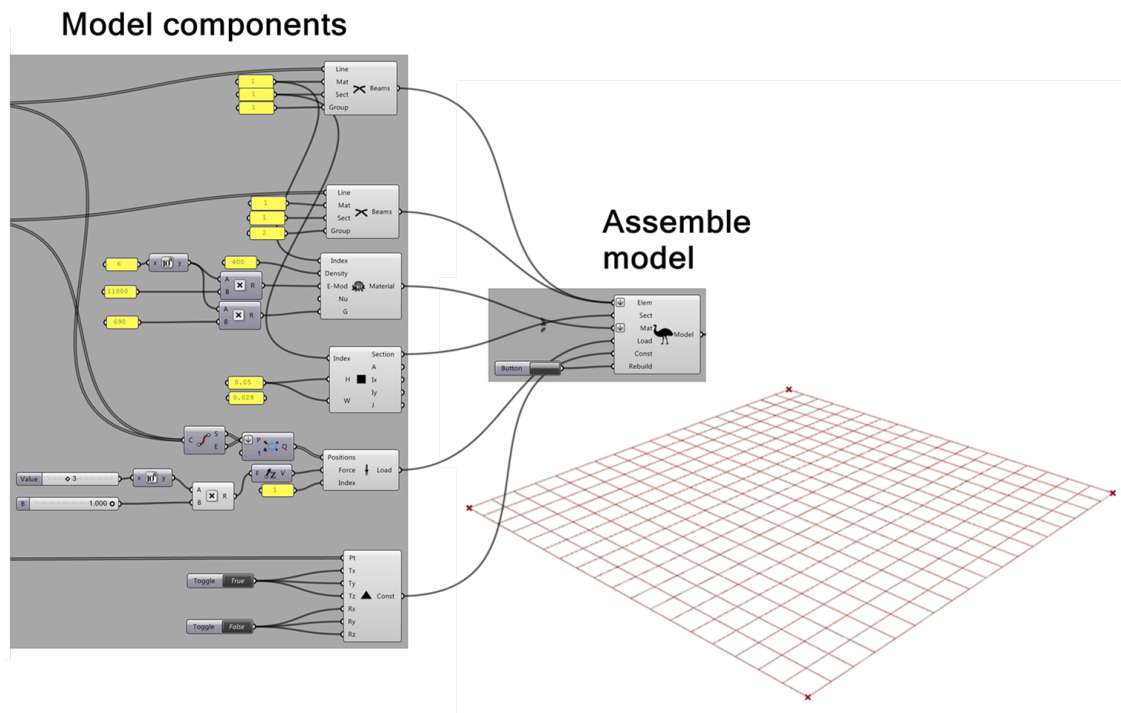 Model components
Line
Mat
Sect
Group
Beams
1
1
1
Line
Mat
Sect
Group
Beams
1
1
2
Index
Density
E-Mod
Nu
G
Material
6
x
y
400
11000
A
B
R
690
A
B
R
Assemble
model
Elem
Sect
Mat
Load
Const
Rebuild
Model
Button
Index
H
W
Section
A
Ix
Iy
J
0.05
0.028
C
S
E
P
t
Q
Positions
Force
Index
Load
Value
3
x
y
F
V
1
A
B
R
B
1.000
Pt
Tx
Ty
Tz
Rx
Ry
Rz
Const
Toggle True
Toggle False